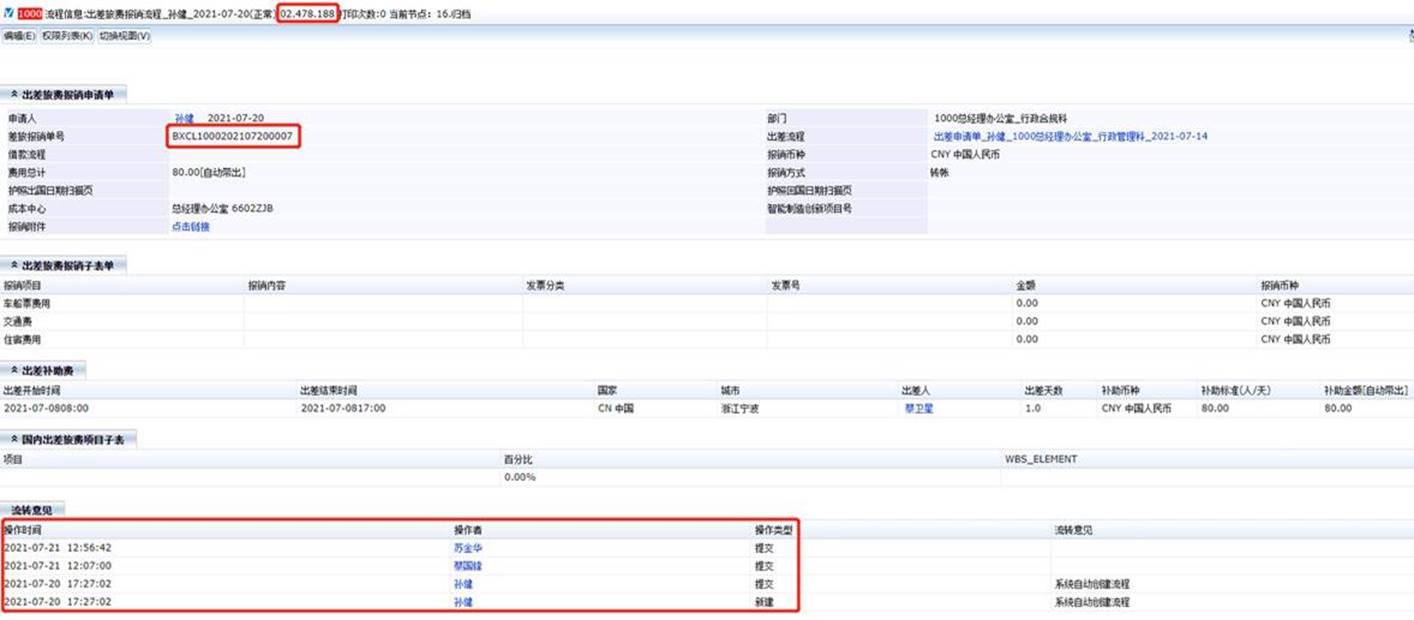 1000 流程信息:出差旅费报销流程_孙健_2021-07-20(正常) 02.478.188 打印次数:0 当前节点：16.归档
编辑(E) 权限列表(K) 切换视图(V)
出差旅费报销申请单
申请人 孙健 2021-07-20 部门 1000总经理办公室_行政合规科
差旅报销单号 BXCL1000202107200007 出差流程 出差申请单_孙健_1000总经理办公室_行政管理科_2021-07-14
借款流程 报销币种 CNY 中国人民币
费用总计 80.00[自动带出] 报销方式 转帐
护照出国日期扫描页 护照回国日期扫描页
成本中心 总经理办公室 6602ZJB 智能制造创新项目号
报销附件 点击链接
出差旅费报销子表单
报销项目 报销内容 发票分类 发票号 金额 报销币种
车船票费用 0.00 CNY 中国人民币
交通费 0.00 CNY 中国人民币
住宿费用 0.00 CNY 中国人民币
出差补助费
出差开始时间 出差结束时间 国家 城市 出差人 出差天数 补助币种 补助标准(人/天) 补助金额[自动带出]
2021-07-0808:00 2021-07-0817:00 CN 中国 浙江宁波 蔡卫星 1.0 CNY 中国人民币 80.00 80.00
国内出差旅费项目子表
项目 百分比 WBS_ELEMENT
0.00%
流转意见
操作时间 操作者 操作类型 流转意见
2021-07-21 12:56:42 苏金华 提交
2021-07-21 12:07:00 提交
2021-07-20 17:27:02 孙健 提交 系统自动创建流程
2021-07-20 17:27:02 孙健 新建 系统自动创建流程